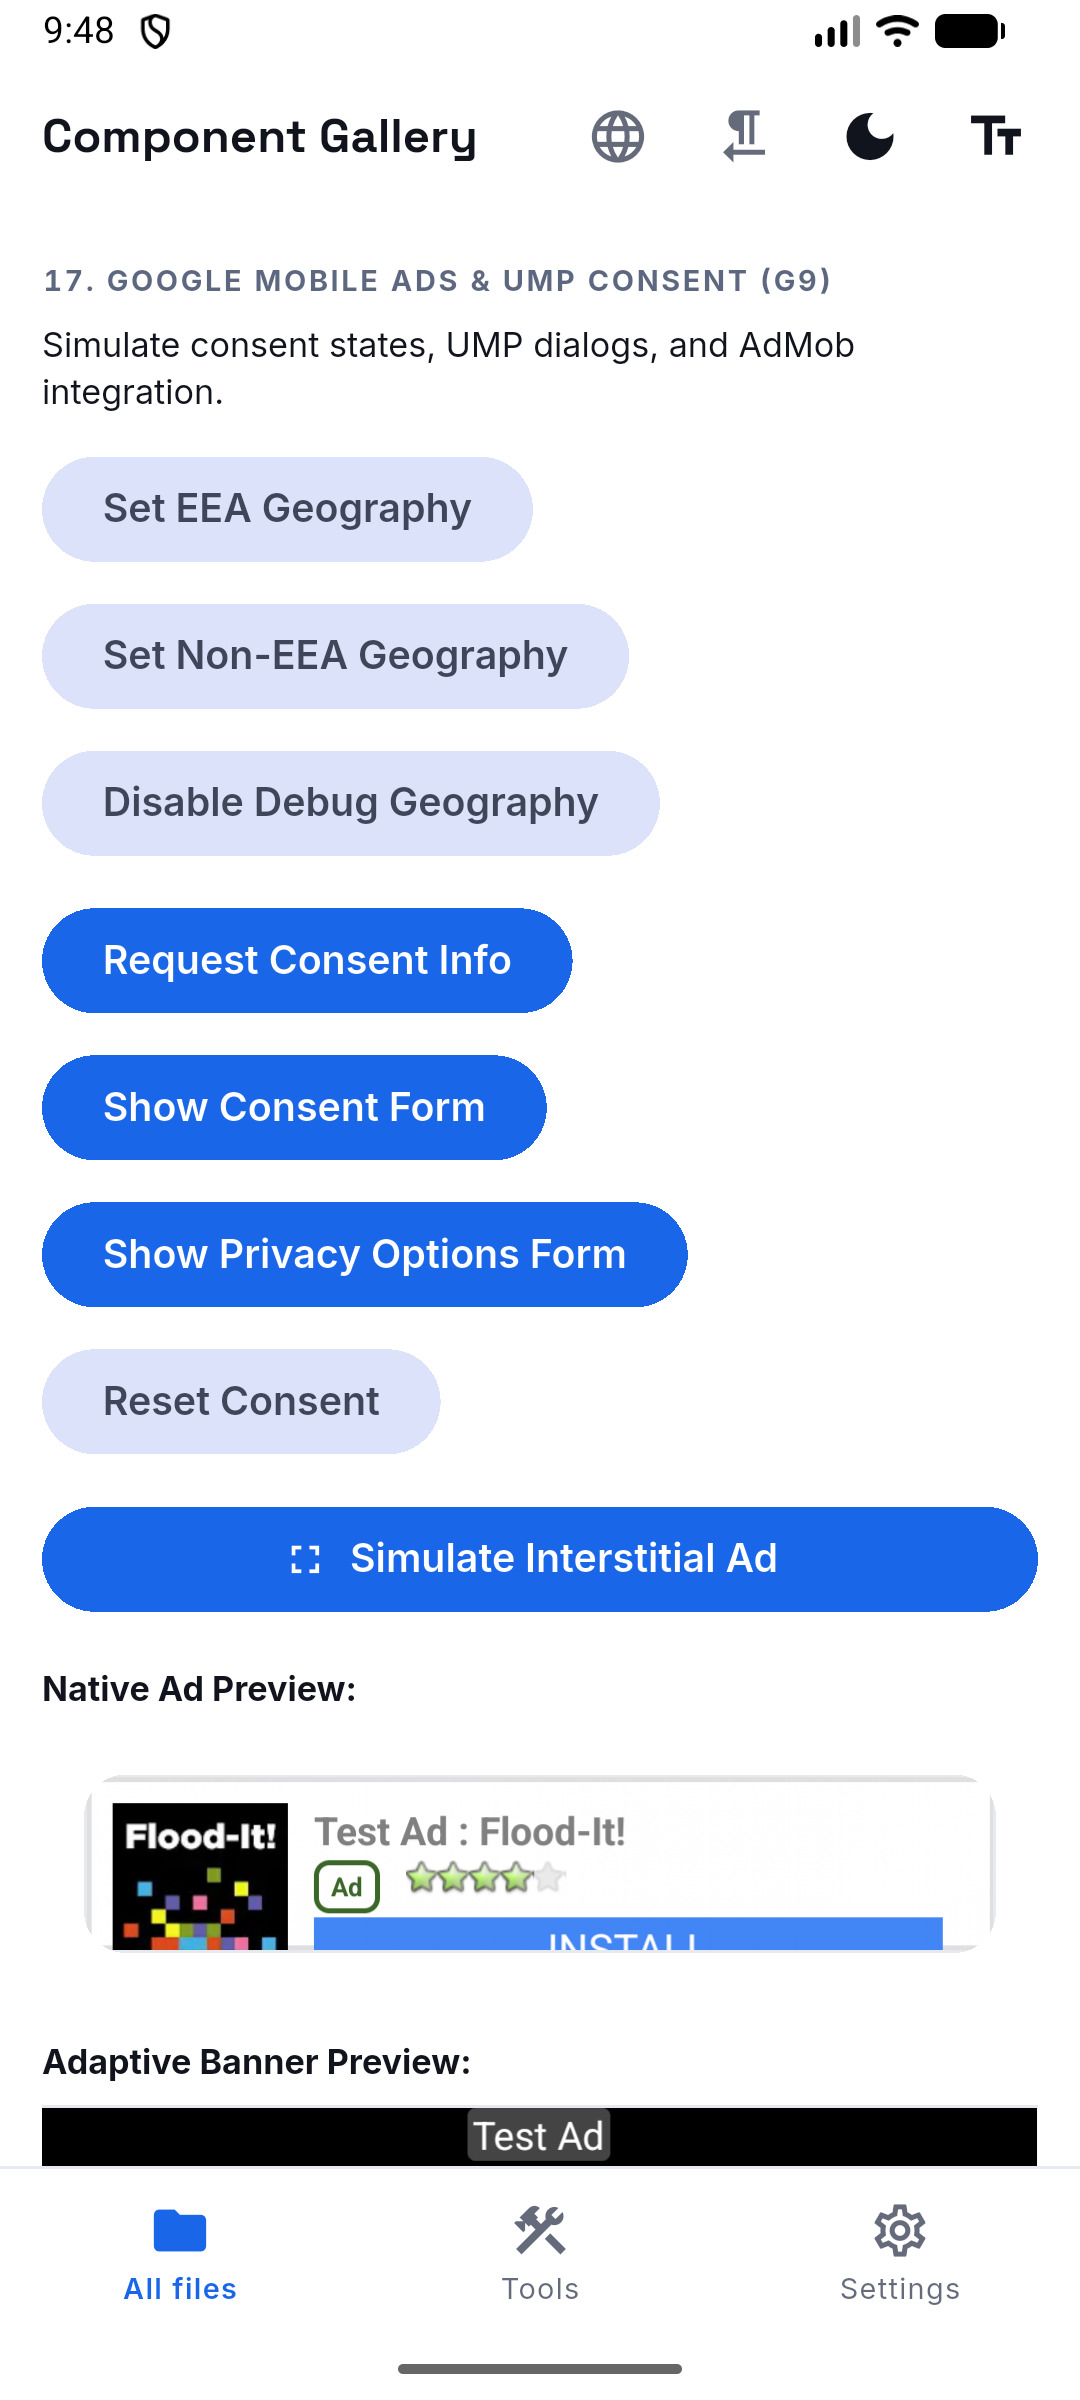 9:48
Component Gallery
17. GOOGLE MOBILE ADS & UMP CONSENT (G9)
Simulate consent states, UMP dialogs, and AdMob
integration.
Set EEA Geography
Set Non-EEA Geography
Disable Debug Geography
Request Consent Info
Show Consent Form
Show Privacy Options Form
Reset Consent
Simulate Interstitial Ad
Native Ad Preview:
Flood-It!
Test Ad : Flood-It!
Ad
INSTALL
Adaptive Banner Preview:
Test Ad
All files
Tools
Settings